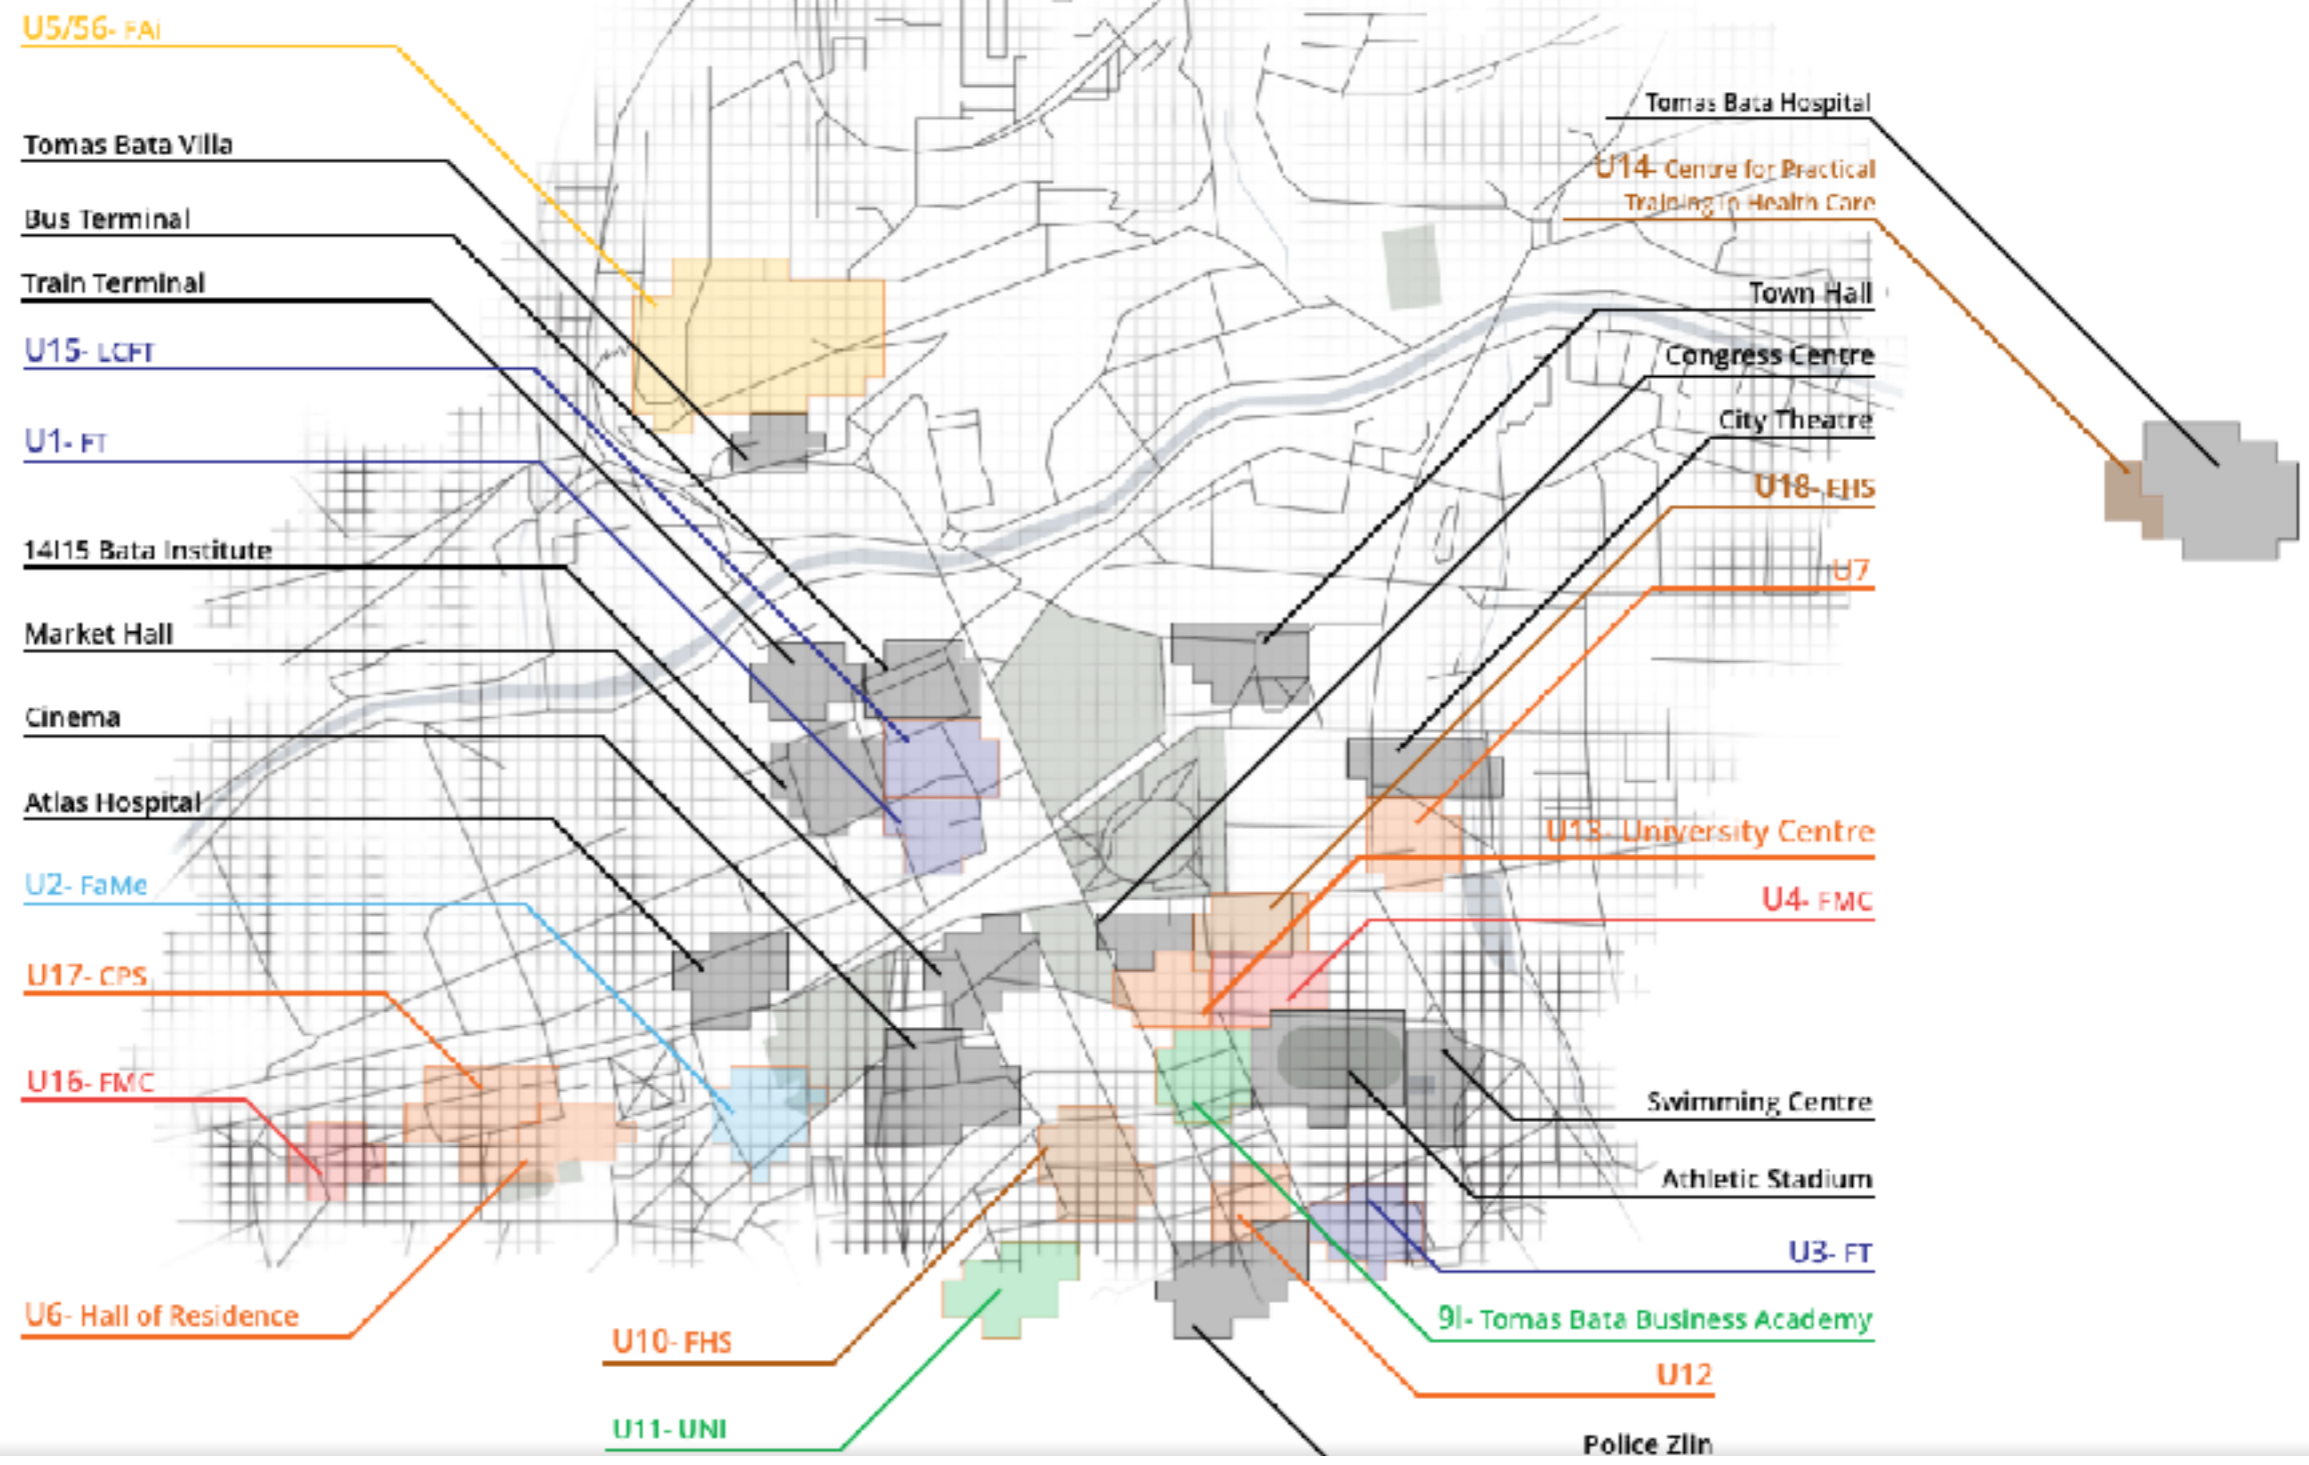 U5/56- FAI
Tomas Bata Villa
Bus Terminal
Train Terminal
U15- LCFT
U1- FT
14I15 Bata Institute
Market Hall
Cinema
Atlas Hospital
U2- FaMe
U17- CPS
U16- FMC
U6- Hall of Residence
U10- FHS
U11- UNI
Tomas Bata Hospital
U14- Centre for Practical
Training In Health Care
Town Hall
Congress Centre
City Theatre
U18- FHS
U7
U13- University Centre
U4- FMC
Swimming Centre
Athletic Stadium
U3- FT
9I- Tomas Bata Business Academy
U12
Police Zlin